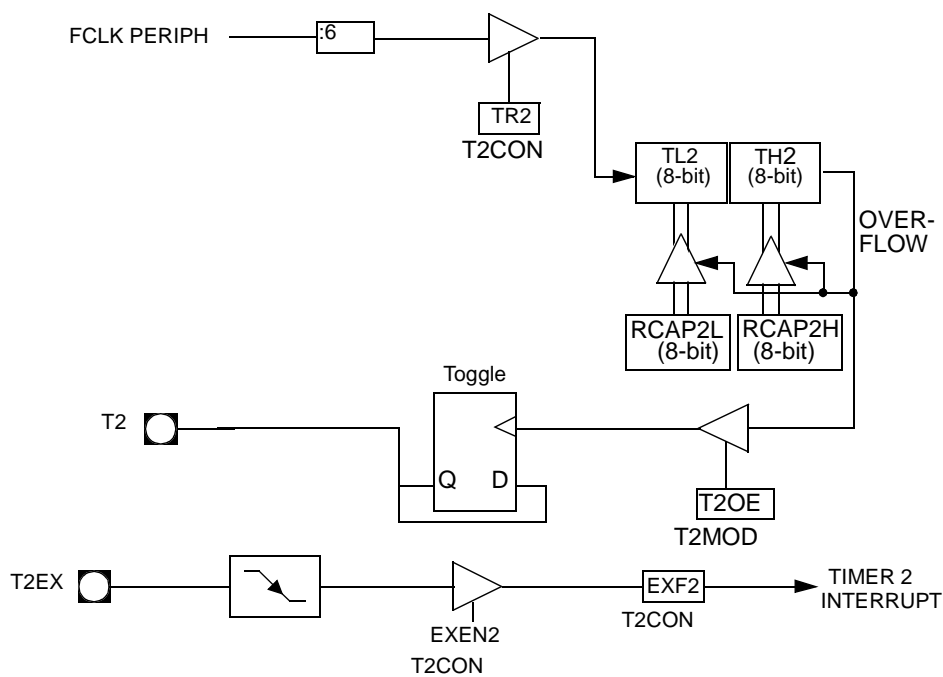 FCLK PERIPH
:6
TR2
T2CON
TL2
(8-bit)
TH2
(8-bit)
OVER-
FLOW
RCAP2L
(8-bit)
RCAP2H
(8-bit)
Toggle
T2
Q
D
T2OE
T2MOD
T2EX
EXEN2
T2CON
EXF2
T2CON
TIMER 2
INTERRUPT